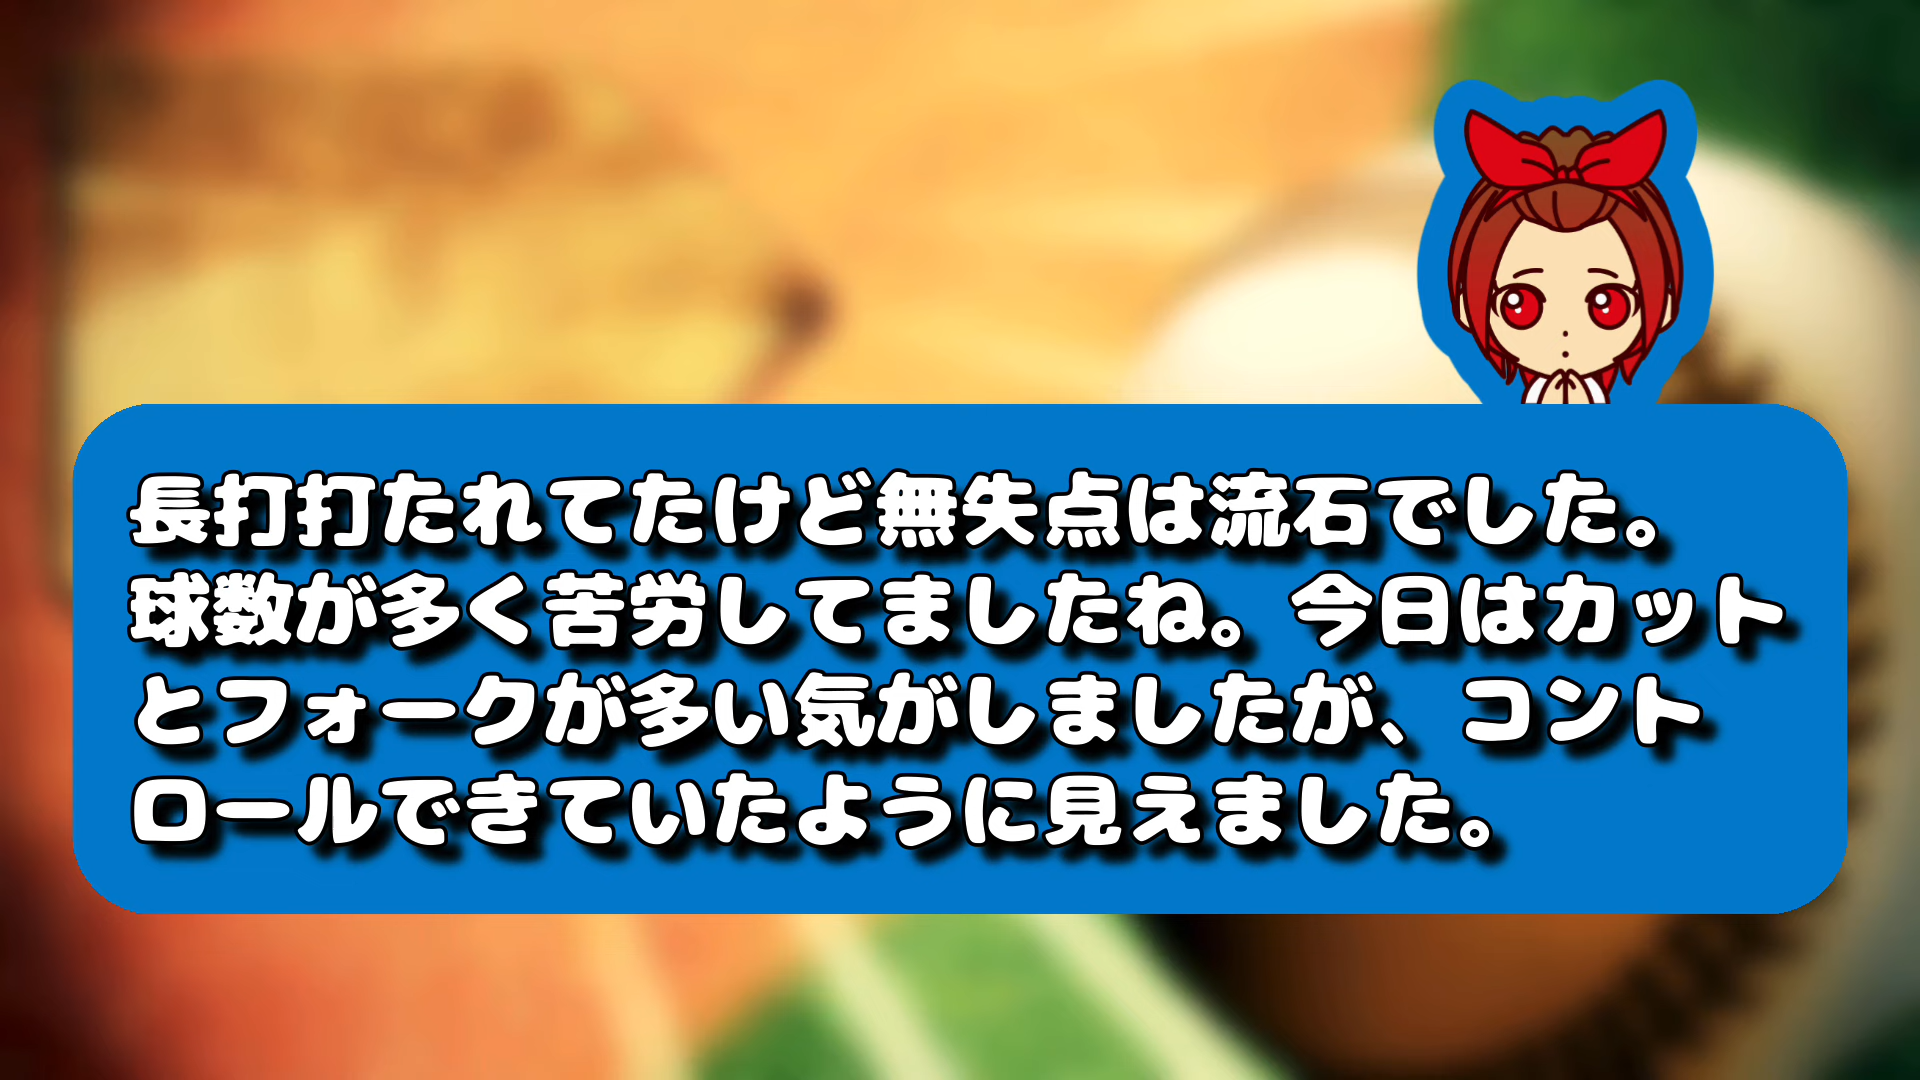 長打打たれてたけど無失点は流石でした。
球数が多く苦労してましたね。今日はカット
とフォークが多い気がしましたが、コント
ロールできていたように見えました。